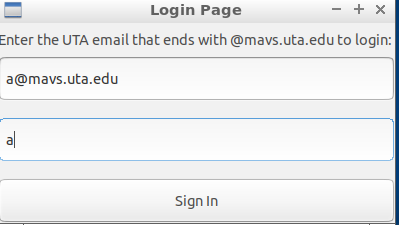 Login Page
Enter the UTA email that ends with @mavs.uta.edu to login:
a@mavs.uta.edu
a
Sign In